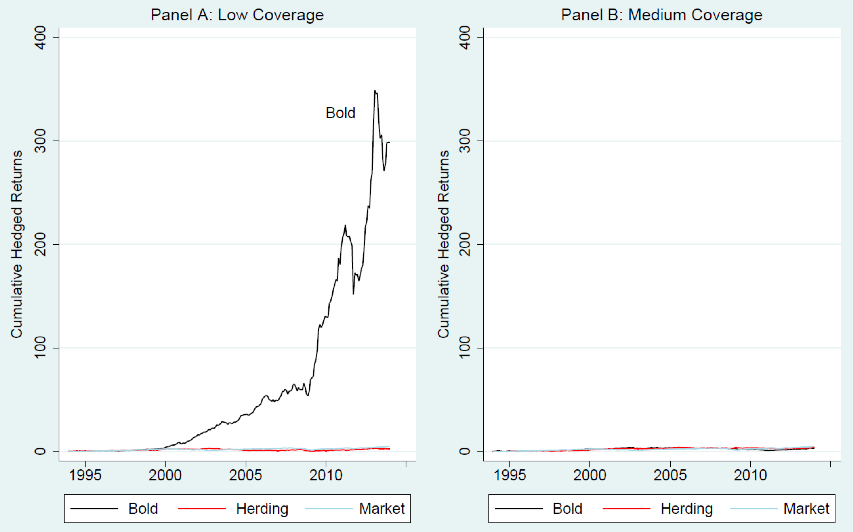 Panel A: Low Coverage
Cumulative Hedged Returns
400
300
200
100
0
Bold
1995 2000 2005 2010
Bold Herding Market
Panel B: Medium Coverage
Cumulative Hedged Returns
400
300
200
100
0
1995 2000 2005 2010
Bold Herding Market